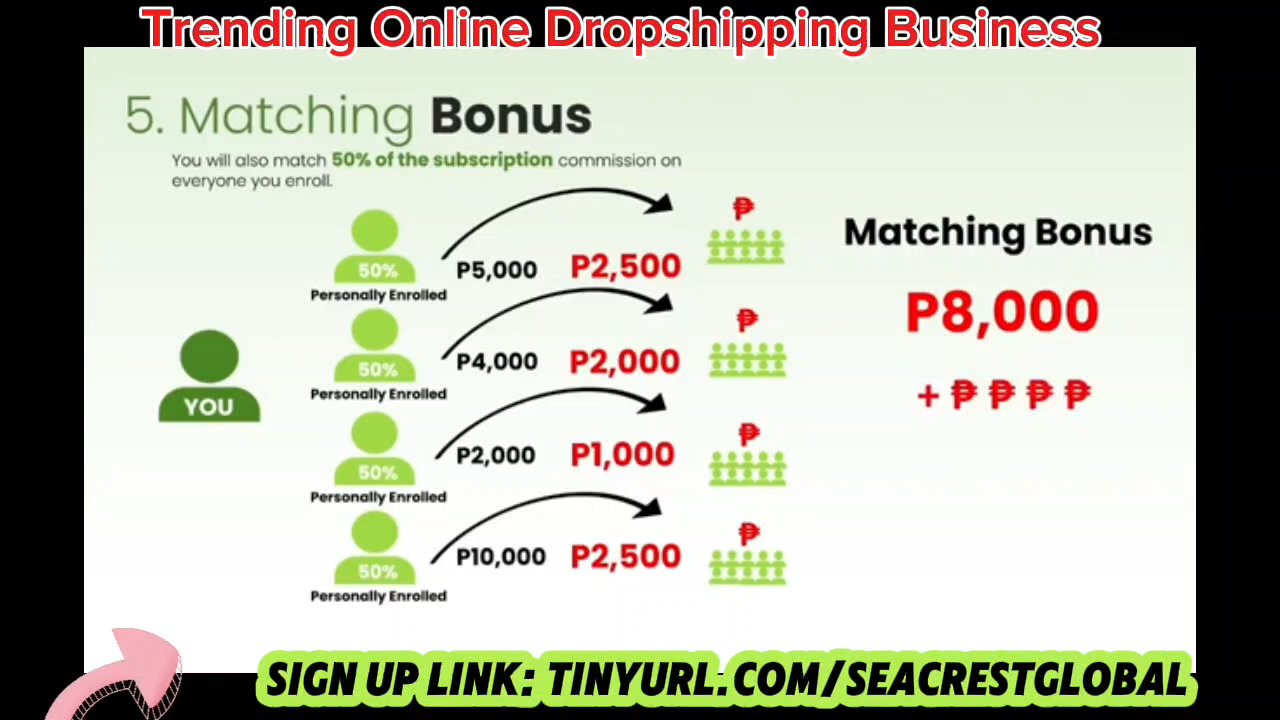 Trending Online Dropshipping Business
5. Matching Bonus
You will also match 50% of the subscription commission on
everyone you enroll.
₱
50%
P5,000 P2,500
Personally Enrolled
Matching Bonus
₱
50%
P4,000 P2,000
Personally Enrolled
P8,000
YOU
+ ₱ ₱ ₱ ₱
₱
50%
P2,000 P1,000
Personally Enrolled
₱
50%
P10,000 P2,500
Personally Enrolled
SIGN UP LINK: TINYURL.COM/SEACRESTGLOBAL